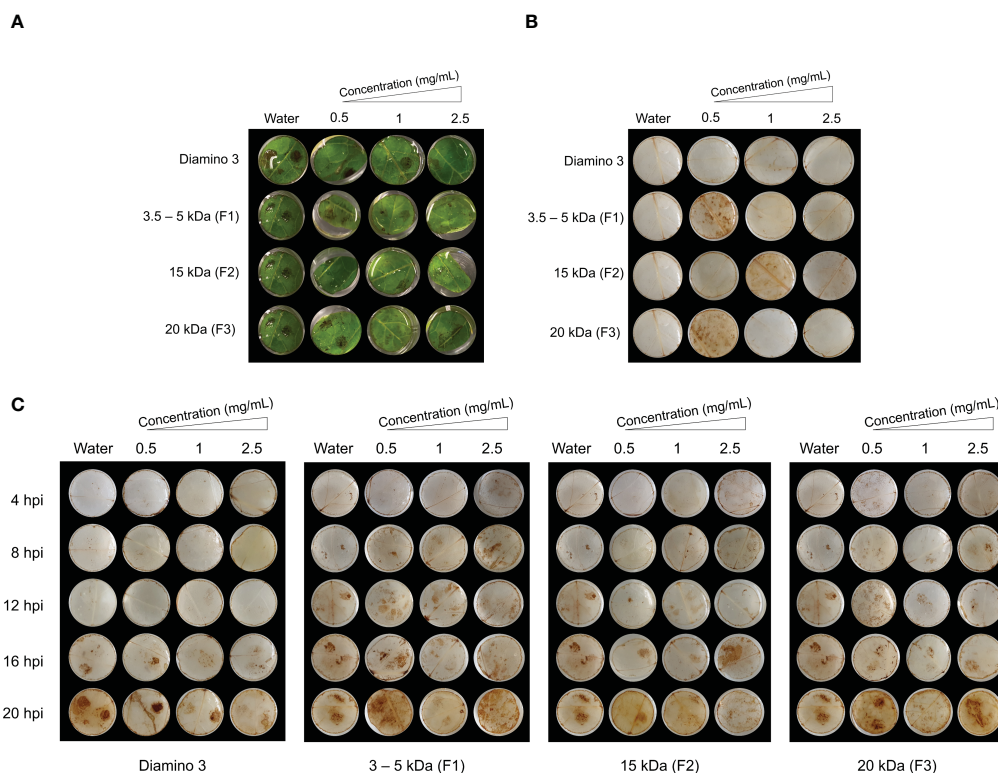 A
B
Concentration (mg/mL)
Water 0.5 1 2.5
Diamino 3
3.5 – 5 kDa (F1)
15 kDa (F2)
20 kDa (F3)
Concentration (mg/mL)
Water 0.5 1 2.5
Diamino 3
3.5 – 5 kDa (F1)
15 kDa (F2)
20 kDa (F3)
C
Concentration (mg/mL) Concentration (mg/mL) Concentration (mg/mL) Concentration (mg/mL)
Water 0.5 1 2.5 Water 0.5 1 2.5 Water 0.5 1 2.5 Water 0.5 1 2.5
4 hpi
8 hpi
12 hpi
16 hpi
20 hpi
Diamino 3 3 – 5 kDa (F1) 15 kDa (F2) 20 kDa (F3)